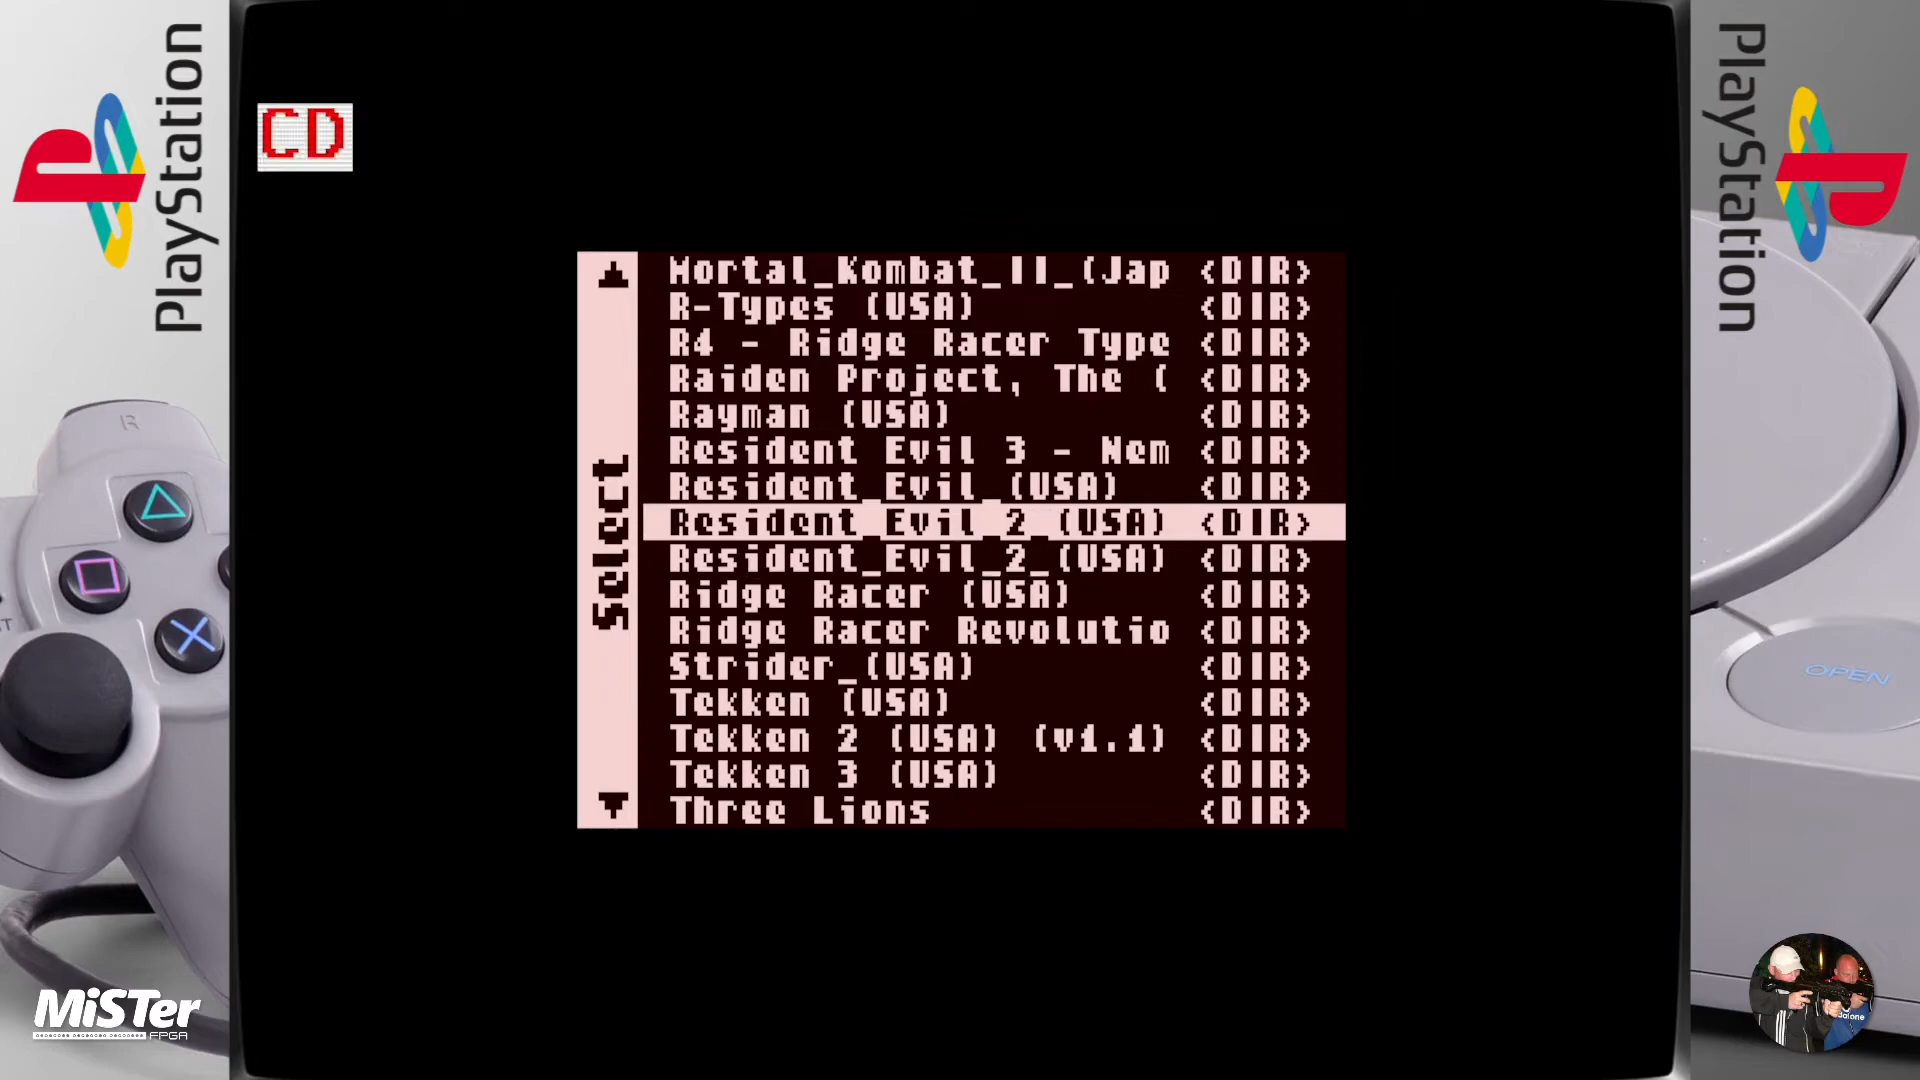 PlayStation
PlayStation
CD
Select
Mortal_Kombat_II_(Jap <DIR>
R-Types (USA) <DIR>
R4 - Ridge Racer Type <DIR>
Raiden Project, The ( <DIR>
Rayman (USA) <DIR>
Resident Evil 3 - Nem <DIR>
Resident_Evil_(USA) <DIR>
Resident_Evil_2_(USA) <DIR>
Resident_Evil_2_(USA) <DIR>
Ridge Racer (USA) <DIR>
Ridge Racer Revolutio <DIR>
Strider_(USA) <DIR>
Tekken (USA) <DIR>
Tekken 2 (USA) (v1.1) <DIR>
Tekken 3 (USA) <DIR>
Three Lions <DIR>
R
OPEN
MiSTer
FPGA